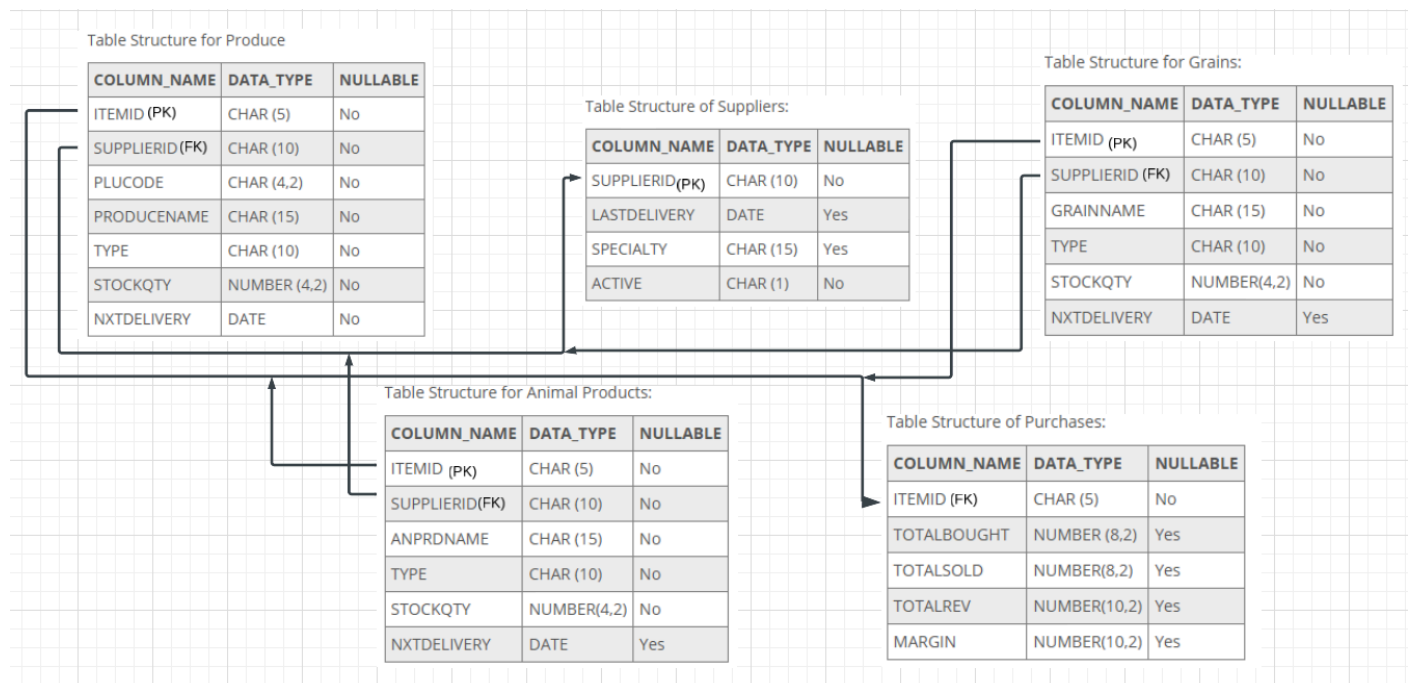 Table Structure for Produce
COLUMN_NAME DATA_TYPE NULLABLE
ITEMID (PK) CHAR (5) No
SUPPLIERID (FK) CHAR (10) No
PLUCODE CHAR (4,2) No
PRODUCENAME CHAR (15) No
TYPE CHAR (10) No
STOCKQTY NUMBER (4,2) No
NXTDELIVERY DATE No
Table Structure of Suppliers:
COLUMN_NAME DATA_TYPE NULLABLE
SUPPLIERID(PK) CHAR (10) No
LASTDELIVERY DATE Yes
SPECIALTY CHAR (15) Yes
ACTIVE CHAR (1) No
Table Structure for Grains:
COLUMN_NAME DATA_TYPE NULLABLE
ITEMID (PK) CHAR (5) No
SUPPLIERID (FK) CHAR (10) No
GRAINNAME CHAR (15) No
TYPE CHAR (10) No
STOCKQTY NUMBER(4,2) No
NXTDELIVERY DATE Yes
Table Structure for Animal Products:
COLUMN_NAME DATA_TYPE NULLABLE
ITEMID (PK) CHAR (5) No
SUPPLIERID(FK) CHAR (10) No
ANPRDNAME CHAR (15) No
TYPE CHAR (10) No
STOCKQTY NUMBER(4,2) No
NXTDELIVERY DATE Yes
Table Structure of Purchases:
COLUMN_NAME DATA_TYPE NULLABLE
ITEMID (FK) CHAR (5) No
TOTALBOUGHT NUMBER (8,2) Yes
TOTALSOLD NUMBER(8,2) Yes
TOTALREV NUMBER(10,2) Yes
MARGIN NUMBER(10,2) Yes